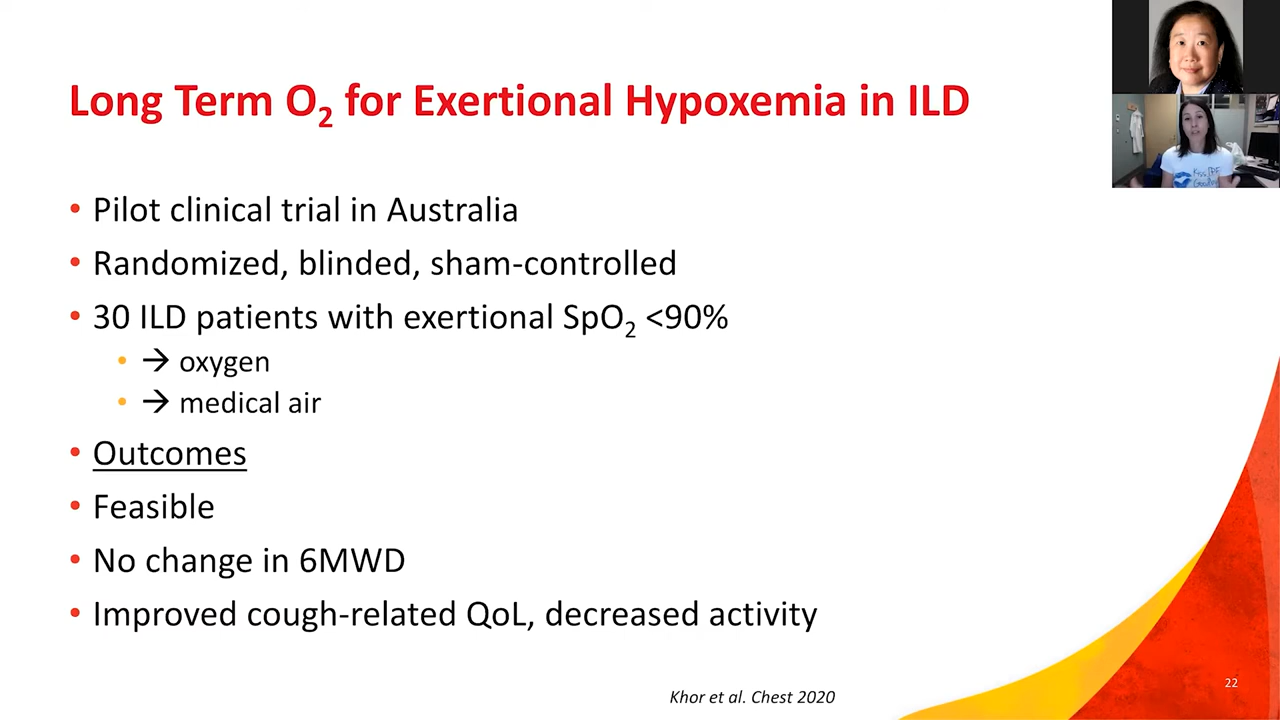 Long Term O₂ for Exertional Hypoxemia in ILD
• Pilot clinical trial in Australia
• Randomized, blinded, sham-controlled
• 30 ILD patients with exertional SpO₂ <90%
• → oxygen
• → medical air
• Outcomes
• Feasible
• No change in 6MWD
• Improved cough-related QoL, decreased activity
Khor et al. Chest 2020
22